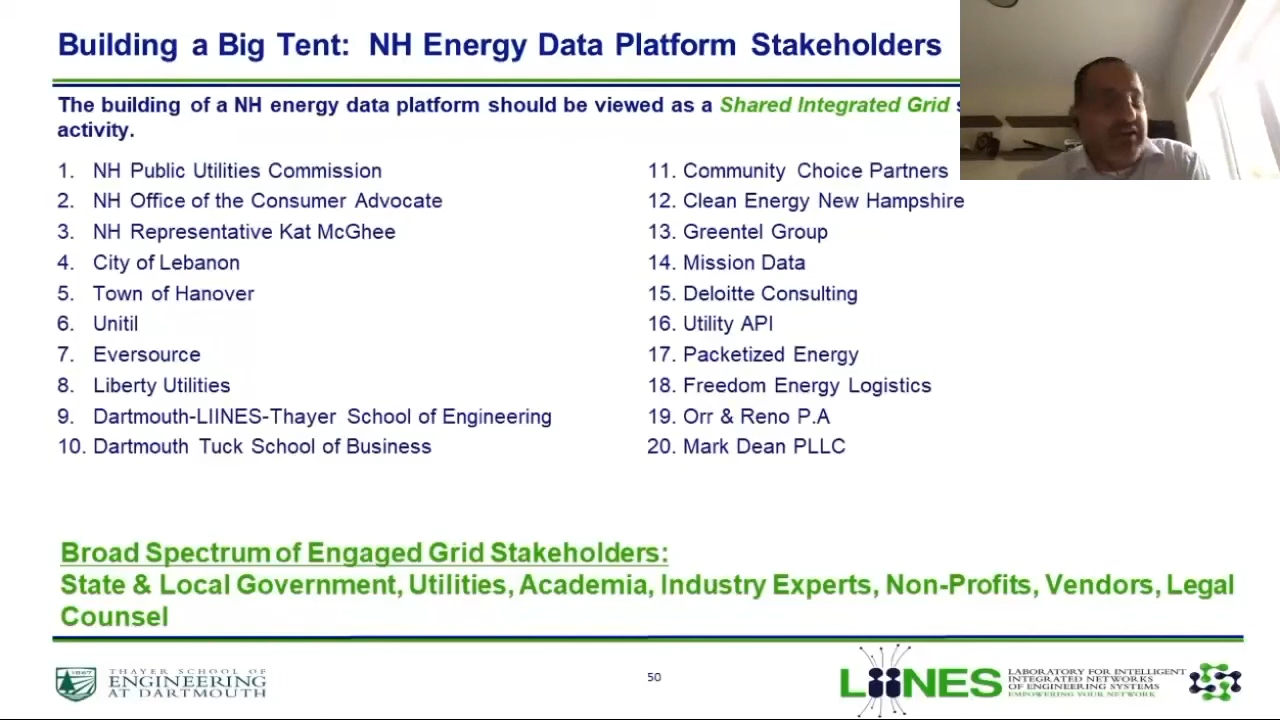 Building a Big Tent: NH Energy Data Platform Stakeholders
The building of a NH energy data platform should be viewed as a Shared Integrated Grid
activity.
1. NH Public Utilities Commission
2. NH Office of the Consumer Advocate
3. NH Representative Kat McGhee
4. City of Lebanon
5. Town of Hanover
6. Unitil
7. Eversource
8. Liberty Utilities
9. Dartmouth-LIINES-Thayer School of Engineering
10. Dartmouth Tuck School of Business
11. Community Choice Partners
12. Clean Energy New Hampshire
13. Greentel Group
14. Mission Data
15. Deloitte Consulting
16. Utility API
17. Packetized Energy
18. Freedom Energy Logistics
19. Orr & Reno P.A
20. Mark Dean PLLC
Broad Spectrum of Engaged Grid Stakeholders:
State & Local Government, Utilities, Academia, Industry Experts, Non-Profits, Vendors, Legal
Counsel
1867
THAYER SCHOOL OF
ENGINEERING
AT DARTMOUTH
50
LIINES
LABORATORY FOR INTELLIGENT
INTEGRATED NETWORKS
OF ENGINEERING SYSTEMS
EMPOWERING YOUR NETWORK